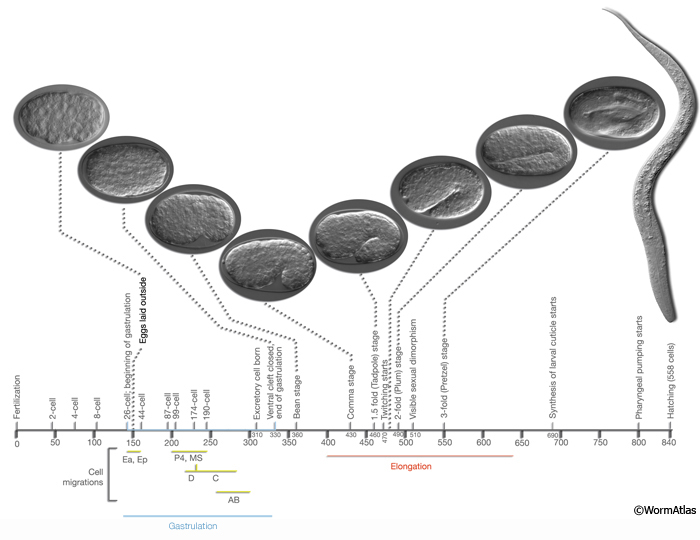 Fertilization
2-cell
4-cell
8-cell
26-cell; beginning of gastrulation
Eggs laid outside
44-cell
87-cell
99-cell
174-cell
190-cell
Excretory cell born
Ventral cleft closed,
end of gastrulation
Bean stage
Comma stage
1.5 fold (Tadpole) stage
Twitching starts
2-fold (Plum) stage
Visible sexual dimorphism
3-fold (Pretzel) stage
Synthesis of larval cuticle starts
Pharyngeal pumping starts
Hatching (558 cells)
310 330 360 430 460 470 490 510 690
0 50 100 150 200 250 300 350 400 450 500 550 600 650 700 750 800 840
Cell
migrations
Ea, Ep
P4, MS
D C
AB
Elongation
Gastrulation
©WormAtlas